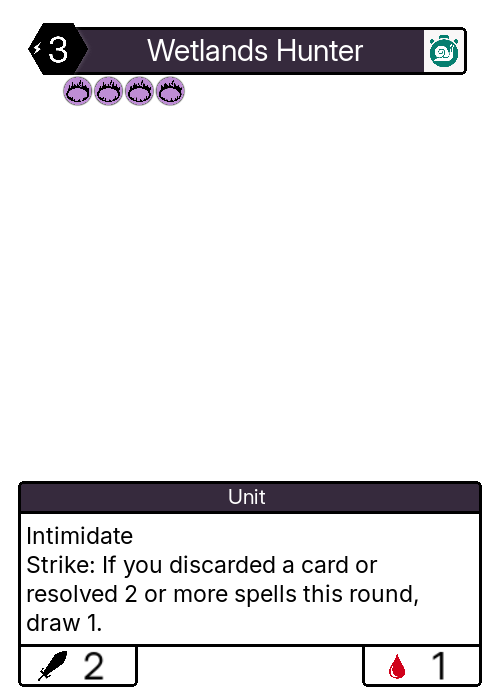 3
Wetlands Hunter
Unit
Intimidate
Strike: If you discarded a card or
resolved 2 or more spells this round,
draw 1.
2
1